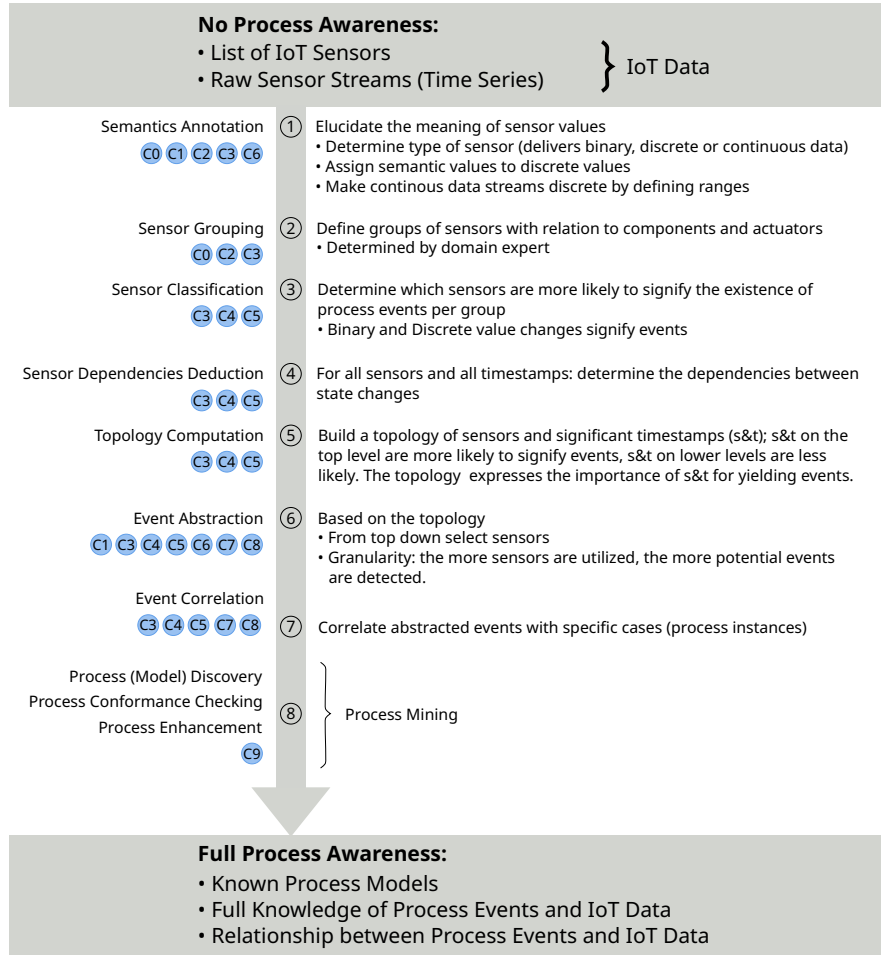 No Process Awareness:
• List of IoT Sensors
• Raw Sensor Streams (Time Series)
IoT Data
Semantics Annotation
C0 C1 C2 C3 C6
1
Elucidate the meaning of sensor values
• Determine type of sensor (delivers binary, discrete or continuous data)
• Assign semantic values to discrete values
• Make continous data streams discrete by defining ranges
Sensor Grouping
C0 C2 C3
2
Define groups of sensors with relation to components and actuators
• Determined by domain expert
Sensor Classification
C3 C4 C5
3
Determine which sensors are more likely to signify the existence of
process events per group
• Binary and Discrete value changes signify events
Sensor Dependencies Deduction
C3 C4 C5
4
For all sensors and all timestamps: determine the dependencies between
state changes
Topology Computation
C3 C4 C5
5
Build a topology of sensors and significant timestamps (s&t); s&t on the
top level are more likely to signify events, s&t on lower levels are less
likely. The topology expresses the importance of s&t for yielding events.
Event Abstraction
C1 C3 C4 C5 C6 C7 C8
6
Based on the topology
• From top down select sensors
• Granularity: the more sensors are utilized, the more potential events
are detected.
Event Correlation
C3 C4 C5 C7 C8
7
Correlate abstracted events with specific cases (process instances)
Process (Model) Discovery
Process Conformance Checking
Process Enhancement
C9
8
Process Mining
Full Process Awareness:
• Known Process Models
• Full Knowledge of Process Events and IoT Data
• Relationship between Process Events and IoT Data